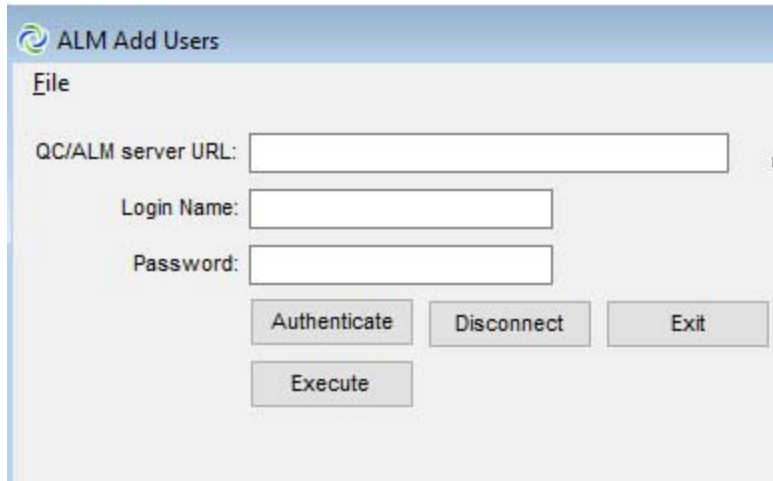 ALM Add Users
File
QC/ALM server URL:
Login Name:
Password:
Authenticate Disconnect Exit
Execute